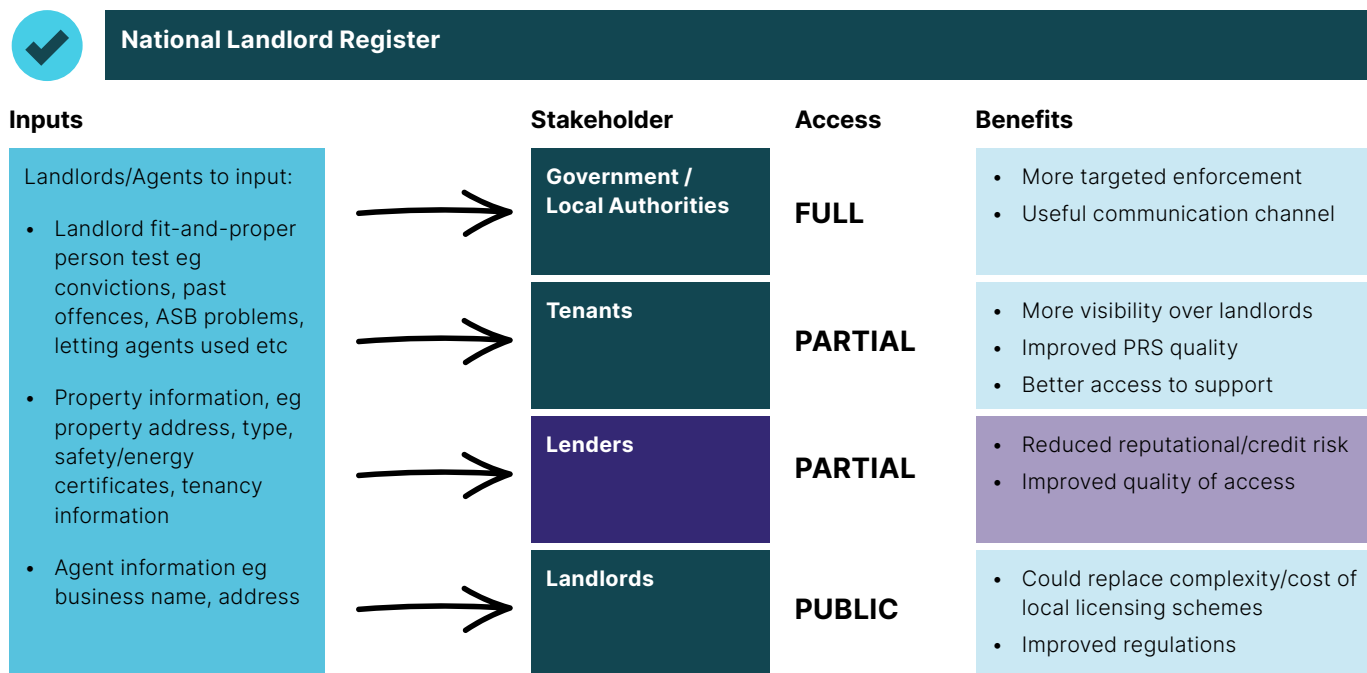 National Landlord Register
Inputs
Stakeholder
Access
Benefits
Landlords/Agents to input:
• Landlord fit-and-proper
person test eg
convictions, past
offences, ASB problems,
letting agents used etc
• Property information, eg
property address, type,
safety/energy
certificates, tenancy
information
• Agent information eg
business name, address
Government /
Local Authorities
FULL
• More targeted enforcement
• Useful communication channel
Tenants
PARTIAL
• More visibility over landlords
• Improved PRS quality
• Better access to support
Lenders
PARTIAL
• Reduced reputational/credit risk
• Improved quality of access
Landlords
PUBLIC
• Could replace complexity/cost of
local licensing schemes
• Improved regulations